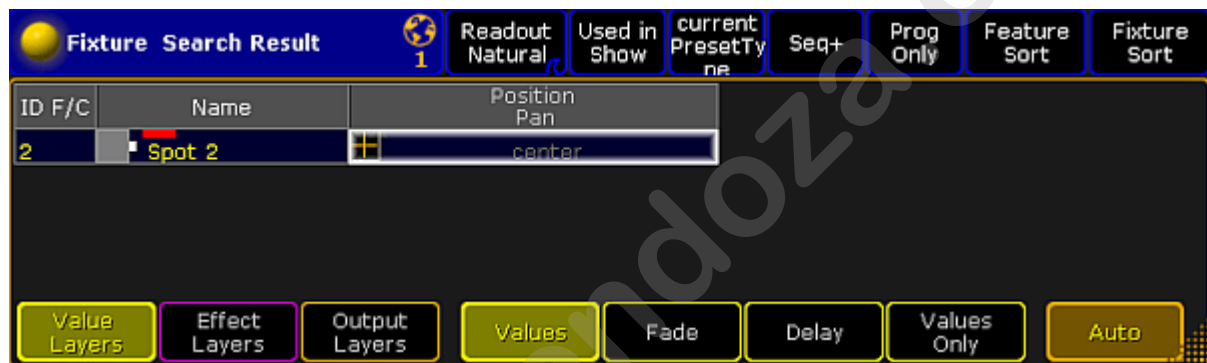 Fixture Search Result
1
Readout Natural
Used in Show
current PresetTy pe
Seq+
Prog Only
Feature Sort
Fixture Sort
ID F/C
Name
Position
Pan
2
Spot 2
center
Value Layers
Effect Layers
Output Layers
Values
Fade
Delay
Values Only
Auto